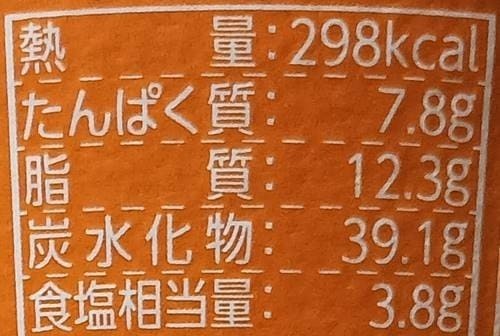 熱量:298kcal
たんぱく質:7.8g
脂質:12.3g
炭水化物:39.1g
食塩相当量:3.8g